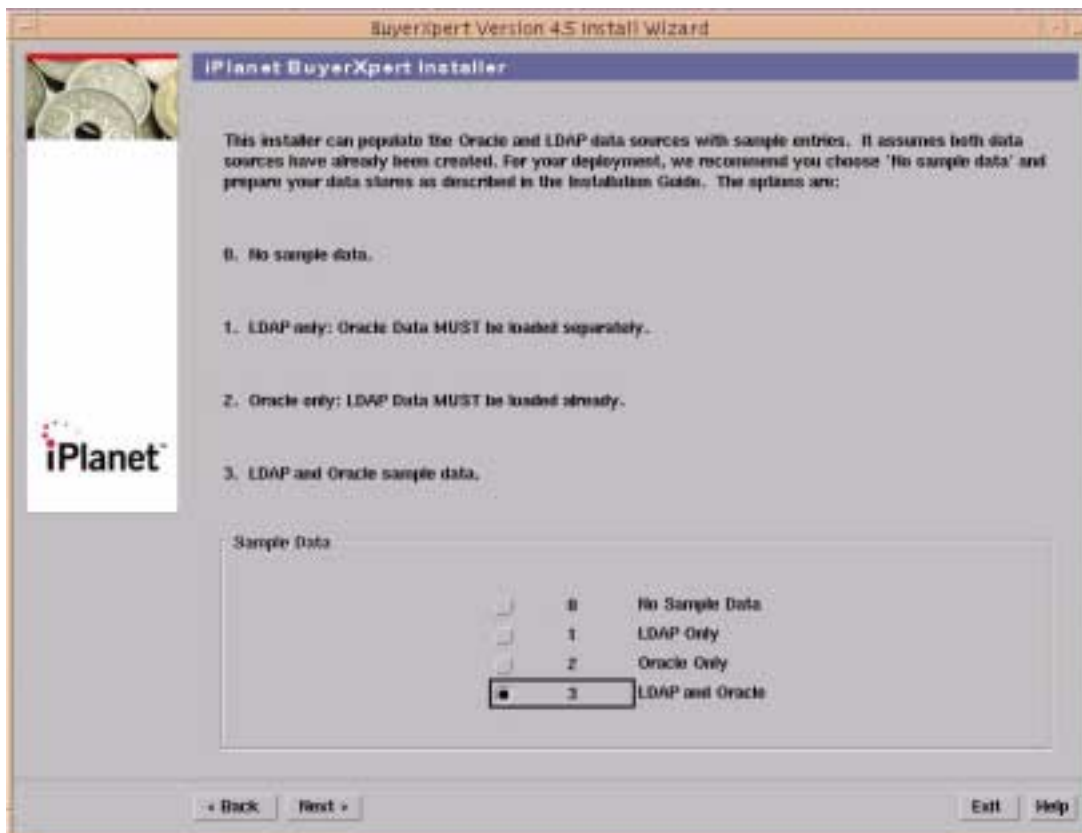 BuyerXpert Version 4.5 Install Wizard
iPlanet BuyerXpert Installer
This installer can populate the Oracle and LDAP data sources with sample entries. It assumes both data
sources have already been created. For your deployment, we recommend you choose 'No sample data' and
prepare your data stores as described in the Installation Guide. The options are:
0. No sample data.
1. LDAP only: Oracle Data MUST be loaded separately.
2. Oracle only: LDAP Data MUST be loaded already.
iPlanet
3. LDAP and Oracle sample data.
Sample Data
0 No Sample Data
1 LDAP Only
2 Oracle Only
3 LDAP and Oracle
< Back Next > Exit Help